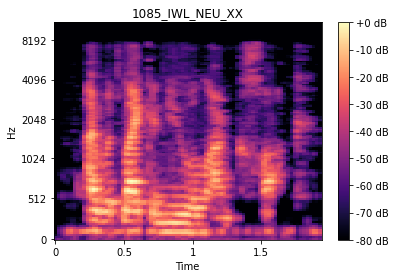 1085_IWL_NEU_XX
+0 dB
8192
-10 dB
4096
-20 dB
-30 dB
2048
Hz
-40 dB
1024
-50 dB
512
-60 dB
-70 dB
0
-80 dB
0 0.5 1 1.5
Time